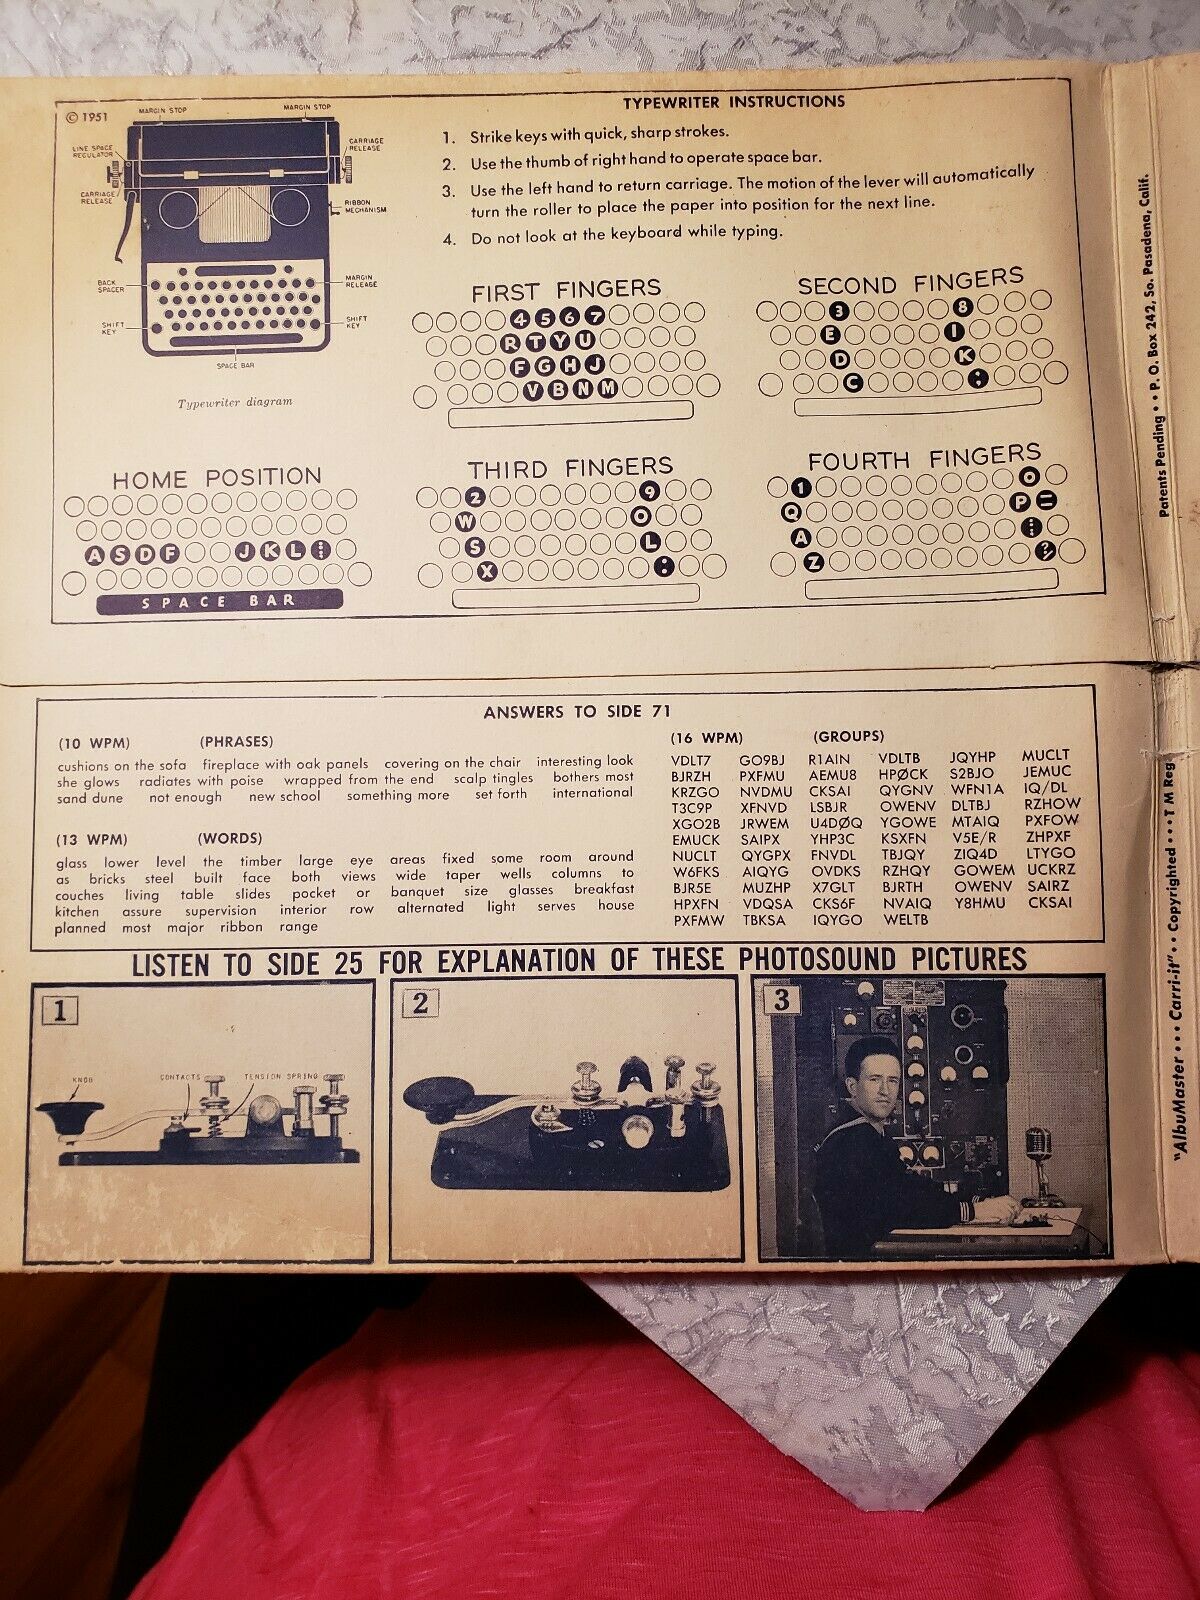 © 1951
MARGIN STOP
MARGIN STOP
LINE SPACE
REGULATOR
CARRIAGE
RELEASE
CARRIAGE
RELEASE
RIBBON
MECHANISM
BACK
SPACER
MARGIN
RELEASE
SHIFT
KEY
SHIFT
KEY
SPACE BAR
Typewriter diagram
TYPEWRITER INSTRUCTIONS
1. Strike keys with quick, sharp strokes.
2. Use the thumb of right hand to operate space bar.
3. Use the left hand to return carriage. The motion of the lever will automatically
turn the roller to place the paper into position for the next line.
4. Do not look at the keyboard while typing.
FIRST FINGERS
4 5 6 7
R T Y U
F G H J
V B N M
SECOND FINGERS
3 8
E I
D K
C
HOME POSITION
A S D F J K L
SPACE BAR
THIRD FINGERS
2 9
W O
S L
X
FOURTH FINGERS
1
Q P
A
Z
ANSWERS TO SIDE 71
(10 WPM) (PHRASES)
cushions on the sofa fireplace with oak panels covering on the chair interesting look
she glows radiates with poise wrapped from the end scalp tingles bothers most
sand dune not enough new school something more set forth international
(13 WPM) (WORDS)
glass lower level the timber large eye areas fixed some room around
as bricks steel built face both views wide taper wells columns to
couches living table slides pocket or banquet size glasses breakfast
kitchen assure supervision interior row alternated light serves house
planned most major ribbon range
(16 WPM) (GROUPS)
VDLT7 GO9BJ R1AIN VDLTB JQYHP MUCLT
BJRZH PXFMU AEMU8 HPØCK S2BJO JEMUC
KRZGO NVDMU CKSAI QYGNV WFN1A IQ/DL
T3C9P XFNVD LSBJR OWENV DLTBJ RZHOW
XGO2B JRWEM U4DØQ YGOWE MTAIQ PXFOW
EMUCK SAIPX YHP3C KSXFN V5E/R ZHPXF
NUCLT QYGPX FNVDL TBJQY ZIQ4D LTYGO
W6FKS AIQYG OVDKS RZHQY GOWEM UCKRZ
BJR5E MUZHP X7GLT BJRTH OWENV SAIRZ
HPXFN VDQSA CKS6F NVAIQ Y8HMU CKSAI
PXFMW TBKSA IQYGO WELTB
LISTEN TO SIDE 25 FOR EXPLANATION OF THESE PHOTOSOUND PICTURES
1
KNOB
CONTACTS
TENSION SPRING
2
3
Patents Pending • • P. O. Box 242, So. Pasadena, Calif.
"AlbuMaster • • • Carri-it" • • Copyrighted • • • T M Reg